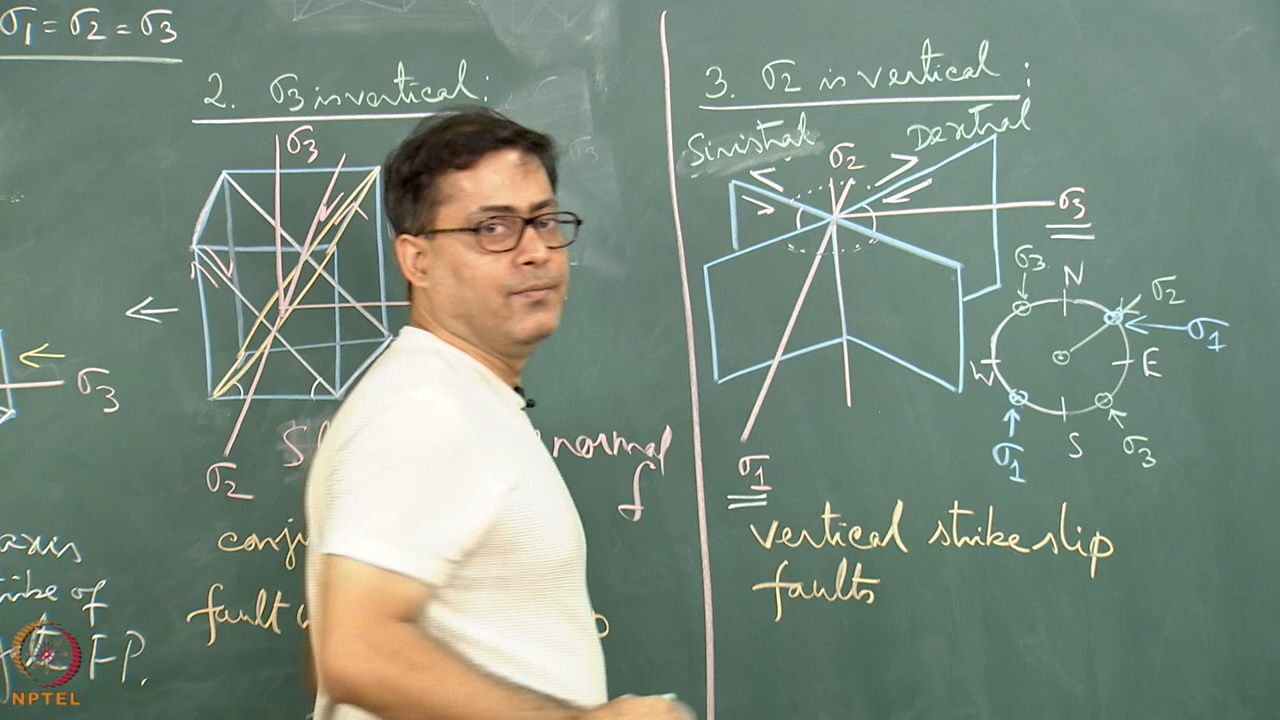 σ1 = σ2 = σ3
2. σ3 is vertical:
σ3
σ2
σ3
normal
conj
fault
axis
of
FP.
3. σ2 is vertical:
Sinistral
Dextral
σ2
σ3
σ1
σ3
N
σ2
σ1
W
E
σ1
S
σ3
vertical strike slip
faults
NPTEL